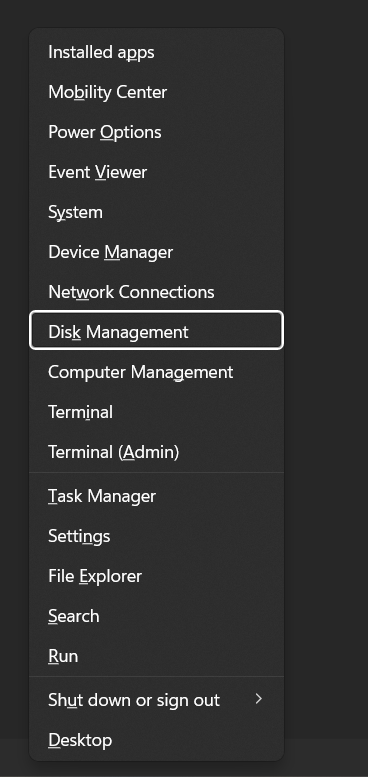 Installed apps
Mobility Center
Power Options
Event Viewer
System
Device Manager
Network Connections
Disk Management
Computer Management
Terminal
Terminal (Admin)
Task Manager
Settings
File Explorer
Search
Run
Shut down or sign out
Desktop